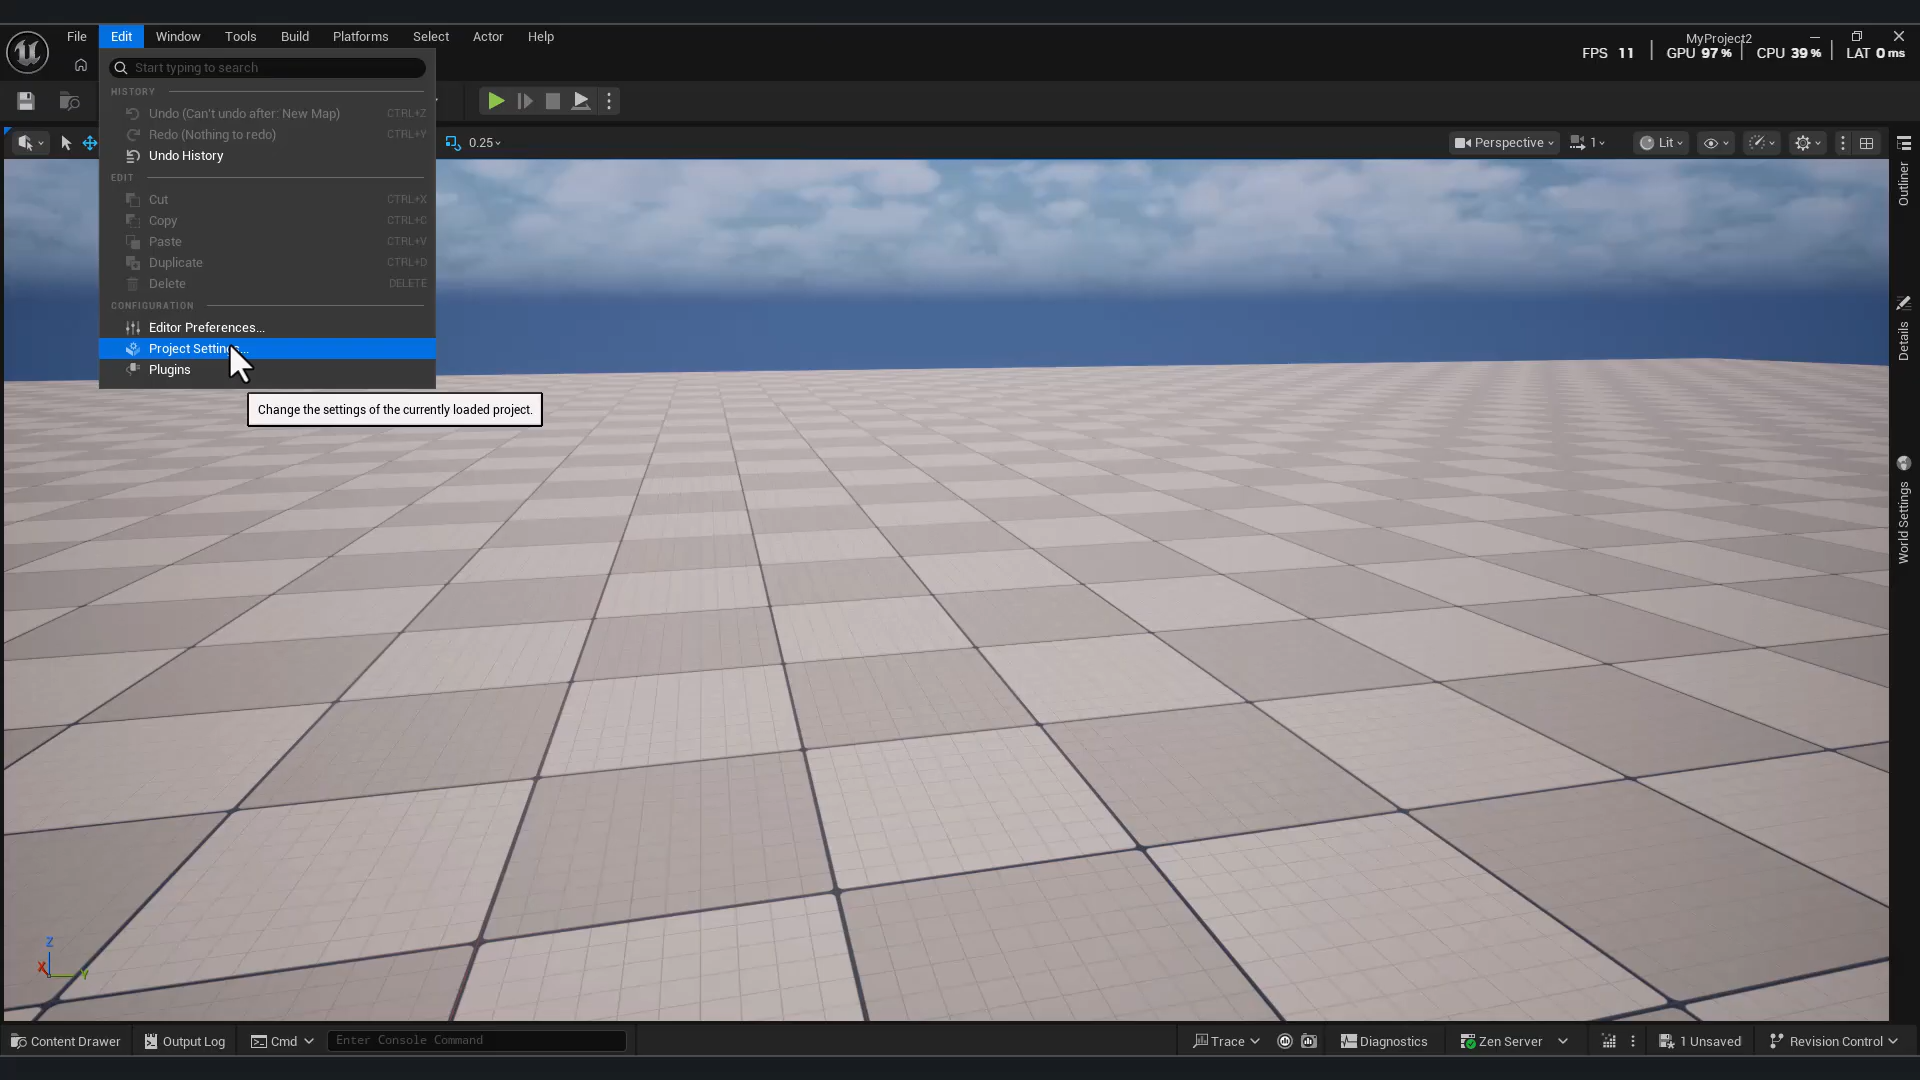 File Edit Window Tools Build Platforms Select Actor Help
MyProject2
FPS 11 GPU 97 % CPU 39 % LAT 0 ms
Start typing to search
HISTORY
Undo (Can't undo after: New Map) CTRL+Z
Redo (Nothing to redo) CTRL+Y
Undo History
EDIT
Cut CTRL+X
Copy CTRL+C
Paste CTRL+V
Duplicate CTRL+D
Delete DELETE
CONFIGURATION
Editor Preferences...
Project Settings...
Plugins
Change the settings of the currently loaded project.
0.25
Perspective 1 Lit
Outliner
Details
World Settings
Z
X Y
Content Drawer Output Log Cmd Enter Console Command Trace Diagnostics Zen Server 1 Unsaved Revision Control